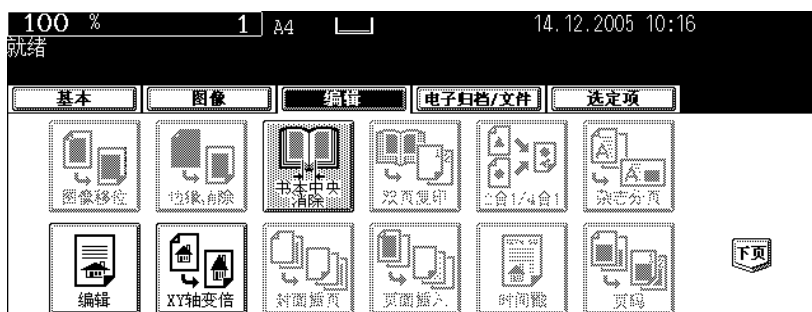 100 % 1 A4 14.12.2005 10:16
就绪
基本 图像 编辑 电子归档/文件 选定项
图像移位 边缘消除 书本中央消除 双页复印 2合1/4合1 杂志分页
编辑 XY轴变倍 封面插页 页面插入 时间戳 页码
下页